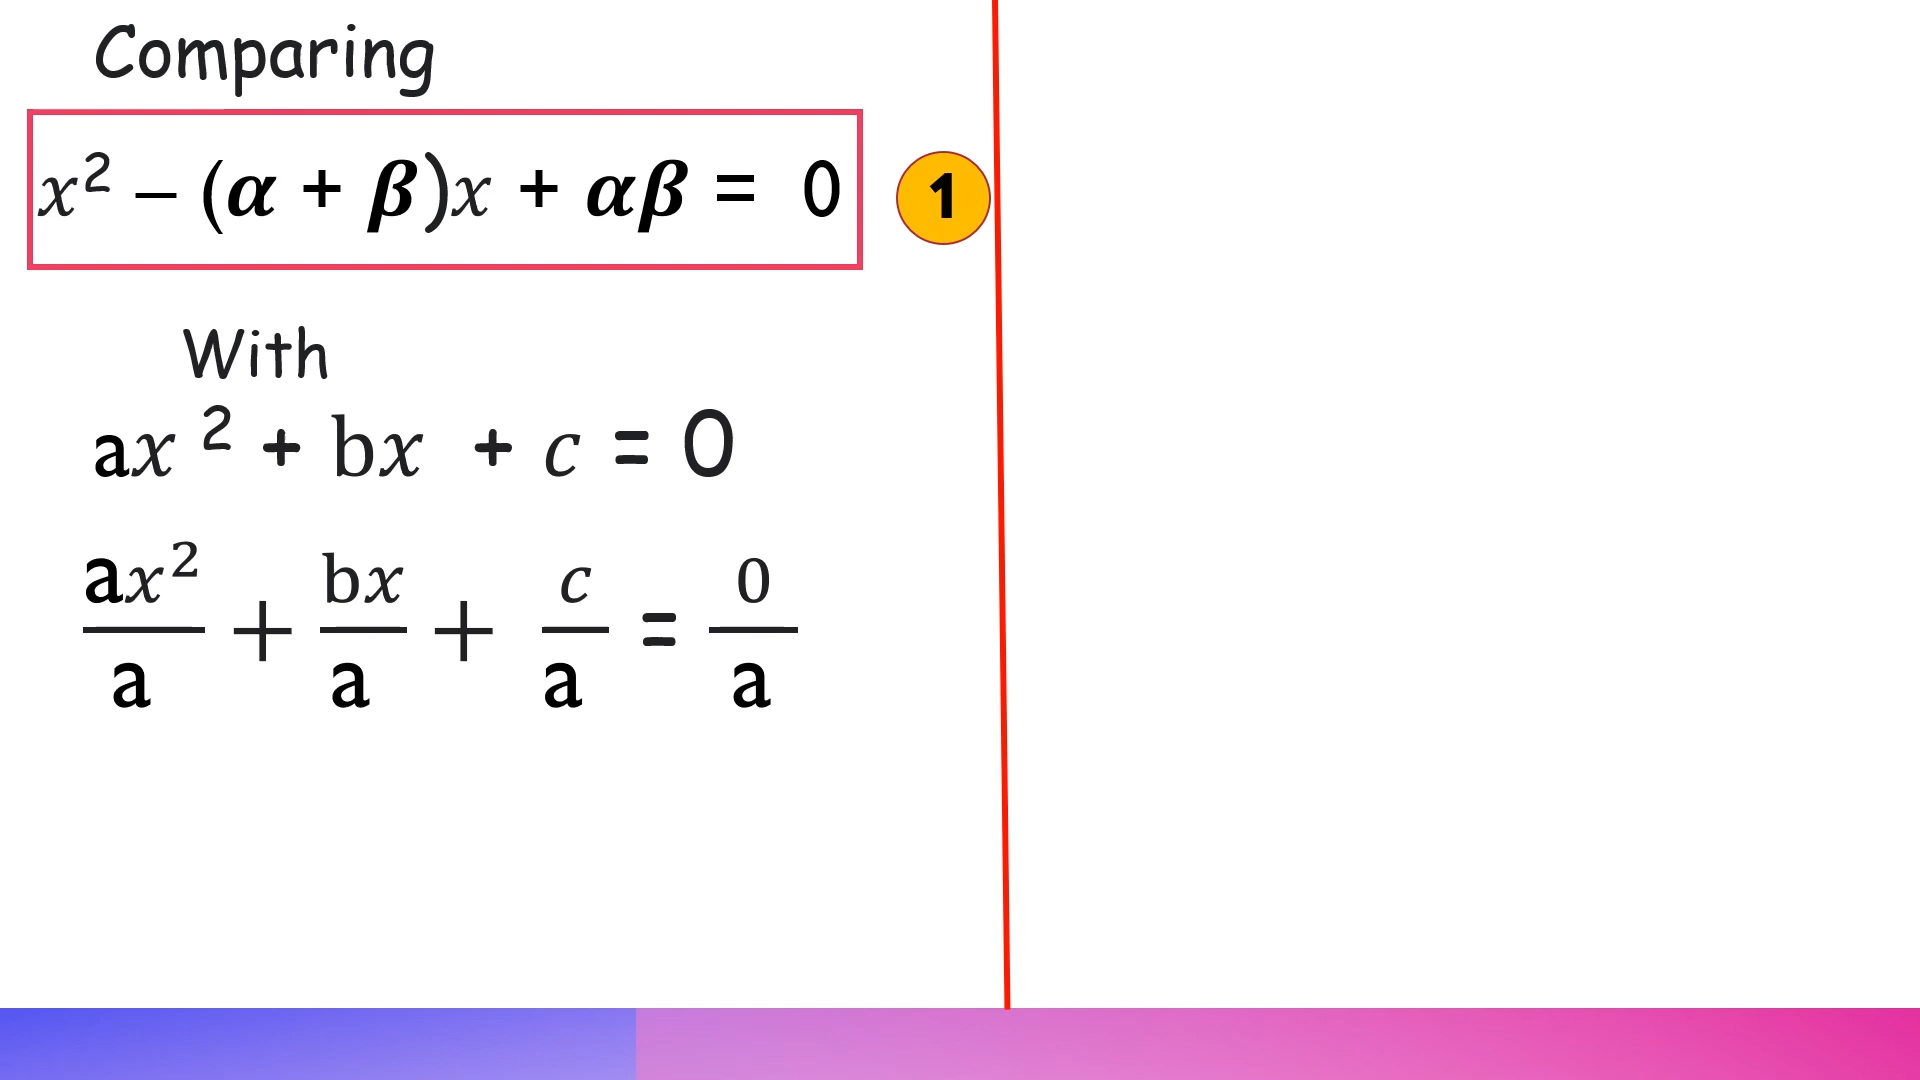 Comparing
x² – (α + β)x + αβ = 0
1
With
ax ² + bx + c = 0
ax²/a + bx/a + c/a = 0/a